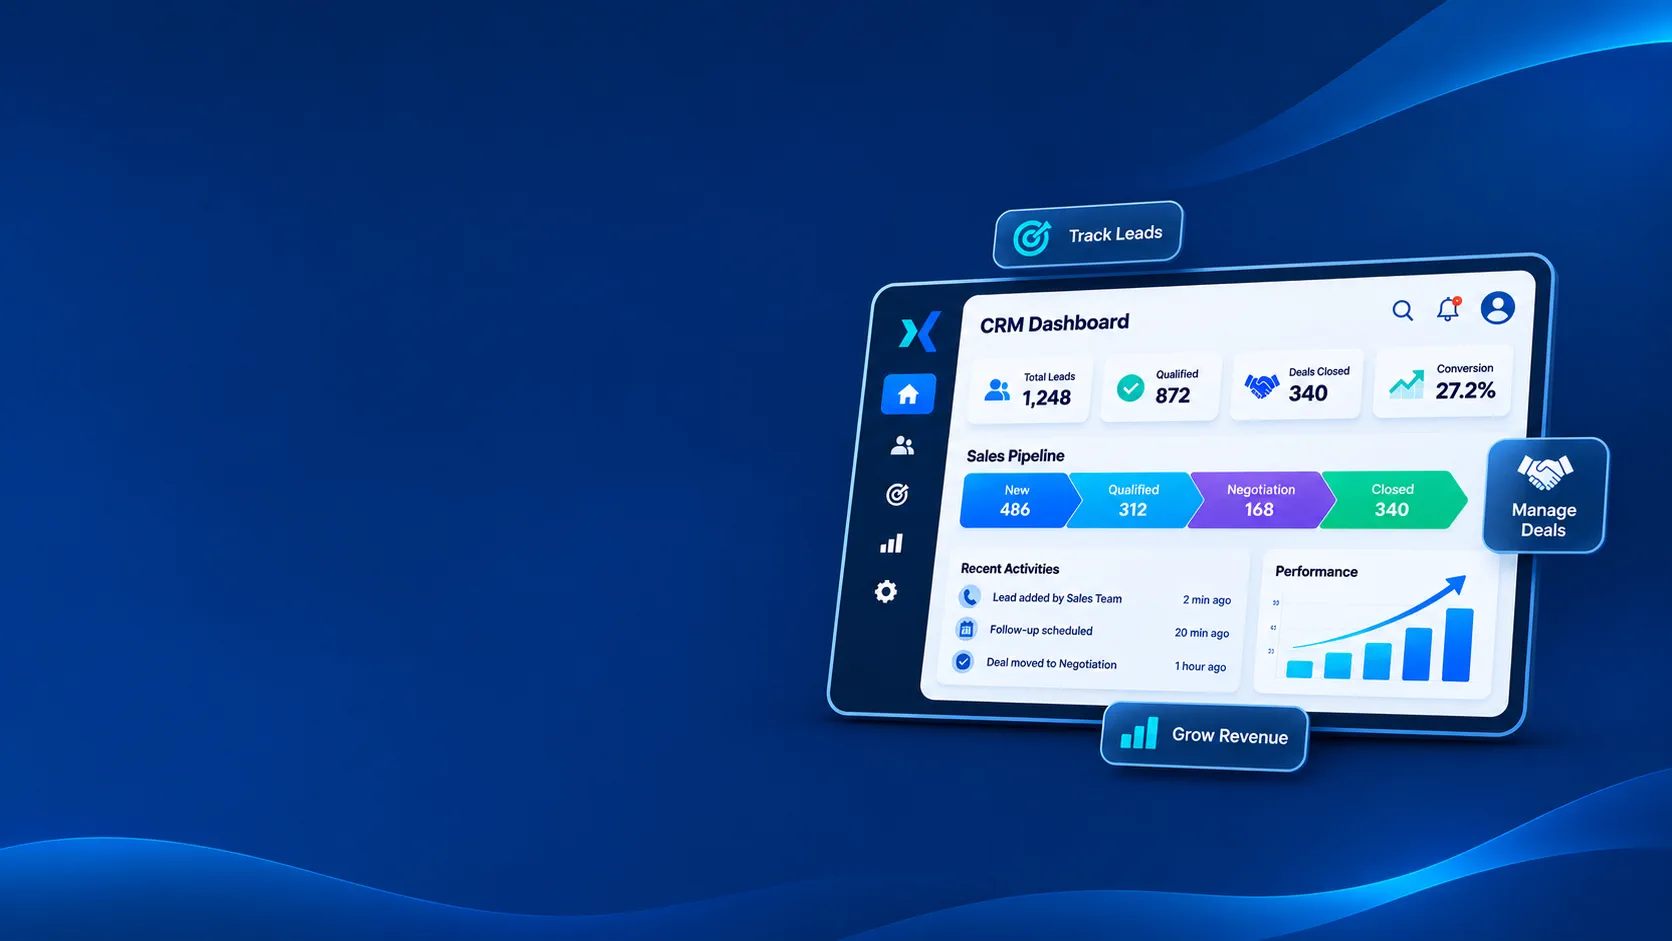 Track Leads
CRM Dashboard
Total Leads
1,248
Qualified
872
Deals Closed
340
Conversion
27.2%
Sales Pipeline
New
486
Qualified
312
Negotiation
168
Closed
340
Manage
Deals
Recent Activities
Lead added by Sales Team 2 min ago
Follow-up scheduled 20 min ago
Deal moved to Negotiation 1 hour ago
Performance
Grow Revenue